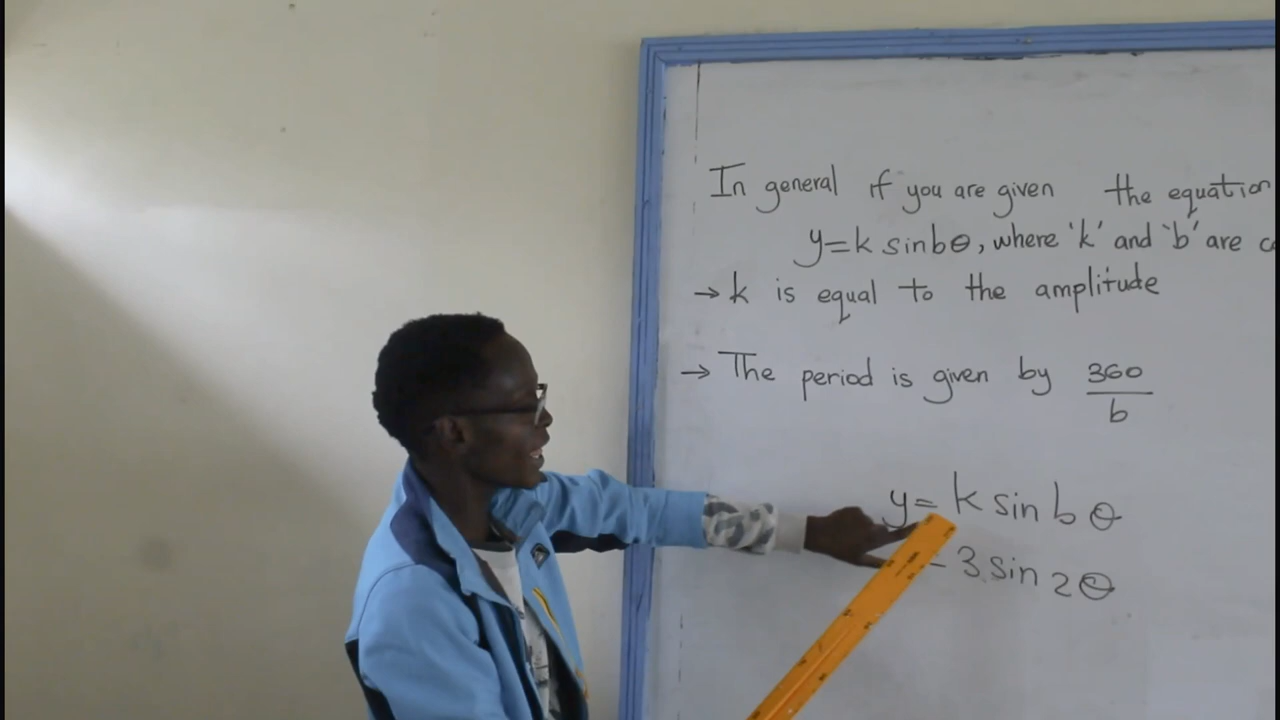 In general if you are given the equation
y=k sinbθ, where 'k' and 'b' are
→ k is equal to the amplitude
→ The period is given by 360/b
y= k sin b θ
3 sin 2θ